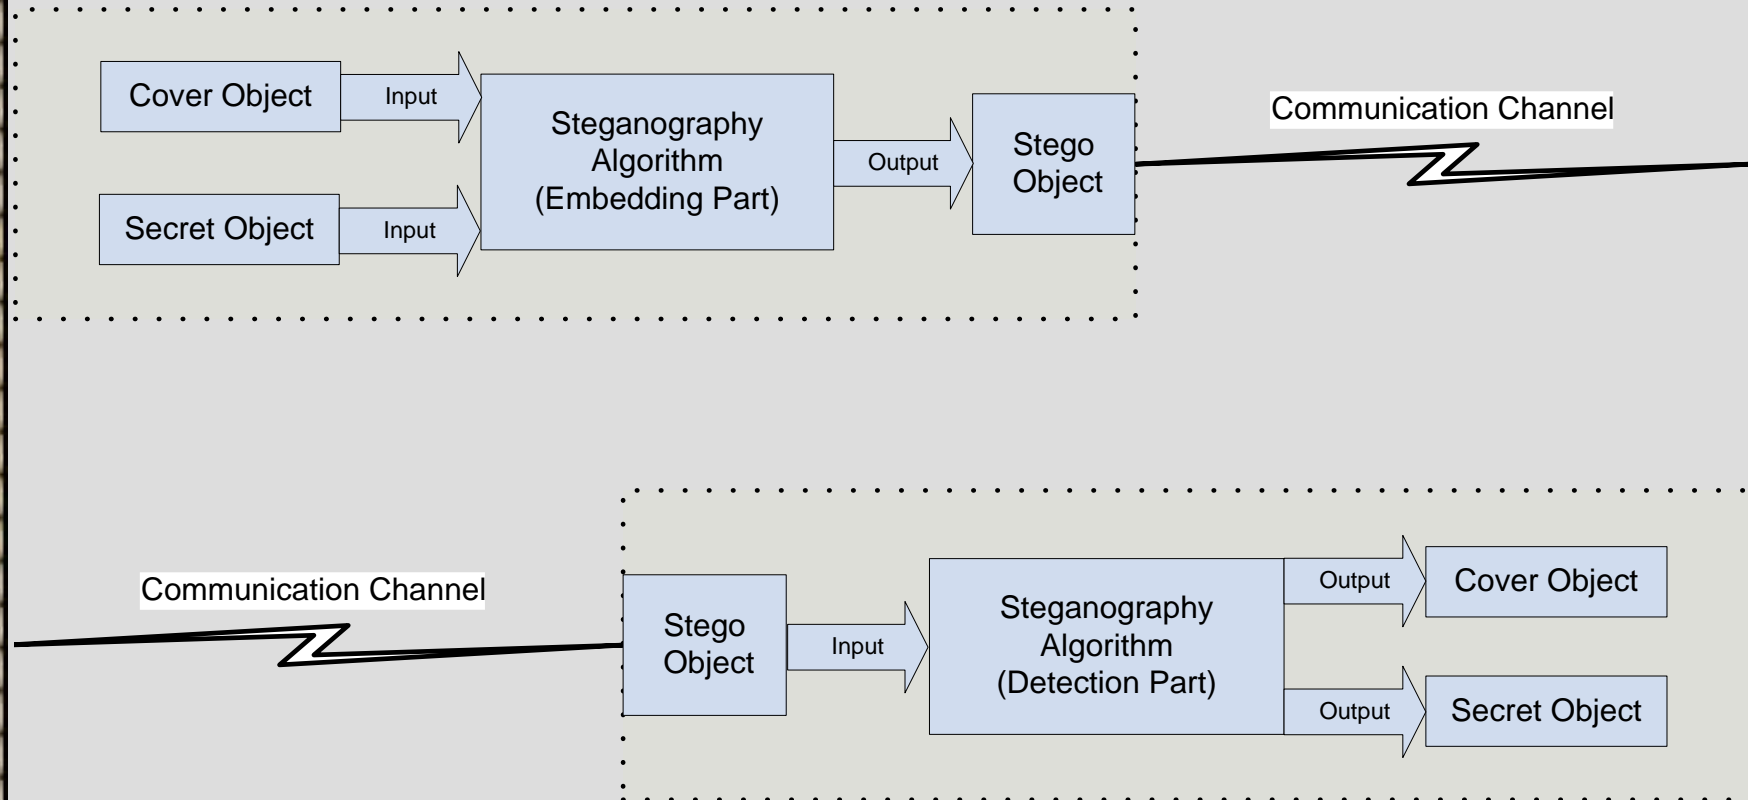 Cover Object
Input
Steganography
Algorithm
(Embedding Part)
Output
Stego
Object
Communication Channel
Secret Object
Input
Communication Channel
Stego
Object
Input
Steganography
Algorithm
(Detection Part)
Output
Cover Object
Output
Secret Object